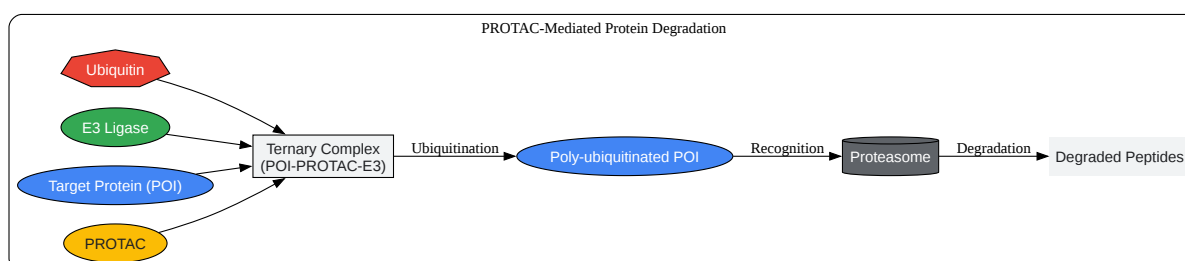 PROTAC-Mediated Protein Degradation
Ubiquitin
E3 Ligase
Target Protein (POI)
PROTAC
Ternary Complex
(POI-PROTAC-E3)
Ubiquitination
Poly-ubiquitinated POI
Recognition
Proteasome
Degradation
Degraded Peptides